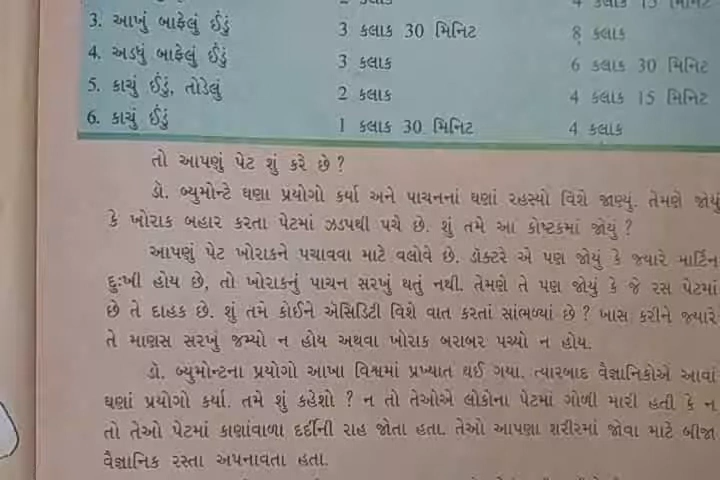 3. આખું બાફેલું ઈંડું 3 કલાક 30 મિનિટ 8 કલાક
4. અડધું બાફેલું ઈંડું 3 કલાક 6 કલાક 30 મિનિટ
5. કાચું ઈંડું, તોડેલું 2 કલાક 4 કલાક 15 મિનિટ
6. કાચું ઈંડું 1 કલાક 30 મિનિટ 4 કલાક
તો આપણું પેટ શું કરે છે ?
ડૉ. બ્યુમોન્ટે ઘણા પ્રયોગો કર્યા અને પાચનનાં ઘણાં રહસ્યો વિશે જાણ્યું. તેમણે જોયું
કે ખોરાક બહાર કરતા પેટમાં ઝડપથી પચે છે. શું તમે આ કોષ્ટકમાં જોયું ?
આપણું પેટ ખોરાકને પચાવવા માટે વલોવે છે. ડૉક્ટરે એ પણ જોયું કે જ્યારે માર્ટિન
દુઃખી હોય છે, તો ખોરાકનું પાચન સરખું થતું નથી. તેમણે તે પણ જોયું કે જે રસ પેટમાં
છે તે દાહક છે. શું તમે કોઈને ઍસિડિટી વિશે વાત કરતાં સાંભળ્યાં છે ? ખાસ કરીને જ્યારે
તે માણસ સરખું જમ્યો ન હોય અથવા ખોરાક બરાબર પચ્યો ન હોય.
ડૉ. બ્યુમોન્ટના પ્રયોગો આખા વિશ્વમાં પ્રખ્યાત થઈ ગયા. ત્યારબાદ વૈજ્ઞાનિકોએ આવાં
ઘણાં પ્રયોગો કર્યા. તમે શું કહેશો ? ન તો તેઓએ લોકોના પેટમાં ગોળી મારી હતી કે ન
તો તેઓ પેટમાં કાણાંવાળા દર્દીની રાહ જોતા હતા. તેઓ આપણા શરીરમાં જોવા માટે બીજા
વૈજ્ઞાનિક રસ્તા અપનાવતા હતા.